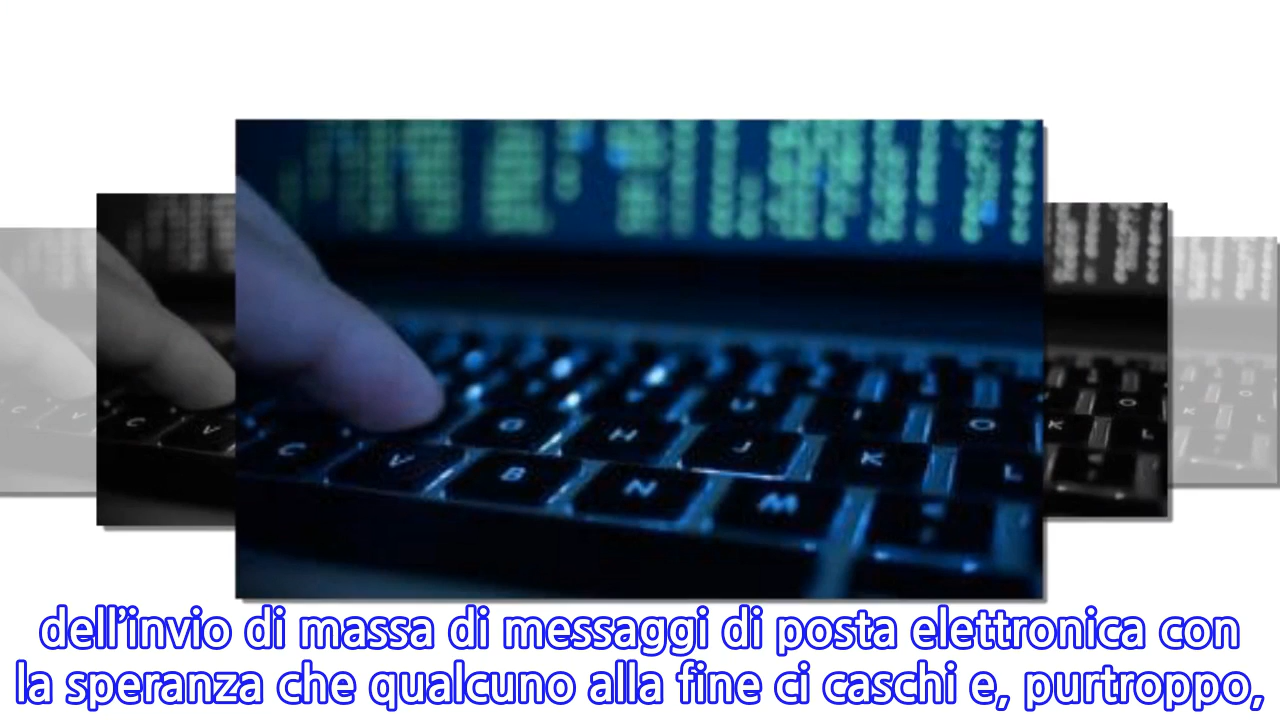 C V B N M
G H J K L
U I O
C V
K L
O
dell'invio di massa di messaggi di posta elettronica con
la speranza che qualcuno alla fine ci caschi e, purtroppo,